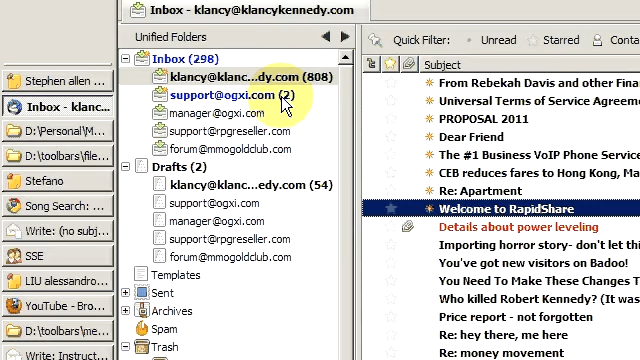 Inbox - klancy@klancykennedy.com
Unified Folders
Quick Filter:
Unread
Starred
Conta
Subject
Stephen allen ...
Inbox - klanc...
D:\Personal\M...
D:\toolbars\file...
Stefano
Song Search: ...
Write: (no subj...
SSE
LIU alessandro...
YouTube - Bro...
D:\toolbars\me...
Write: Instruct...
Inbox (298)
klancy@klanc...dy.com (808)
support@ogxi.com (2)
manager@ogxi.com
support@rpgreseller.com
forum@mmogoldclub.com
Drafts (2)
klancy@klanc...edy.com (54)
support@ogxi.com
manager@ogxi.com
support@rpgreseller.com
forum@mmogoldclub.com
Templates
Sent
Archives
Spam
Trash
From Rebekah Davis and other Finan
Universal Terms of Service Agreeme
PROPOSAL 2011
Dear Friend
The #1 Business VoIP Phone Service
CEB reduces fares to Hong Kong, Ma
Re: Apartment
Welcome to RapidShare
Details about power leveling
Importing horror story- don't let thi
You've got new visitors on Badoo!
You Need To Make These Changes T
Who killed Robert Kennedy? (It was
Price report - not forgotten
Re: hey there, me here
Re: money movement